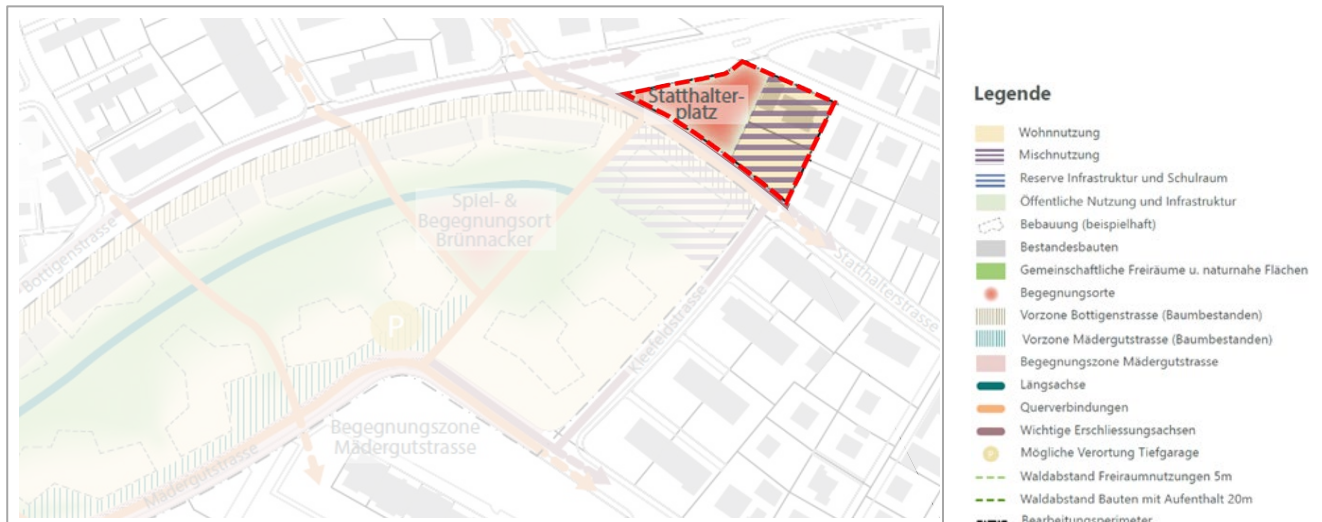 Statthalter-
platz
Spiel- &
Begegnungsort
Brünnacker
Bottigenstrasse
P
Kleefeldstrasse
Statthalterstrasse
Begegnungszone
Mädergutstrasse
Mädergutstrasse
Legende
Wohnnutzung
Mischnutzung
Reserve Infrastruktur und Schulraum
Öffentliche Nutzung und Infrastruktur
Bebauung (beispielhaft)
Bestandesbauten
Gemeinschaftliche Freiräume u. naturnahe Flächen
Begegnungsorte
Vorzone Bottigenstrasse (Baumbestanden)
Vorzone Mädergutstrasse (Baumbestanden)
Begegnungszone Mädergutstrasse
Längsachse
Querverbindungen
Wichtige Erschliessungsachsen
P Mögliche Verortung Tiefgarage
Waldabstand Freiraumnutzungen 5m
Waldabstand Bauten mit Aufenthalt 20m
Bearbeitungsperimeter